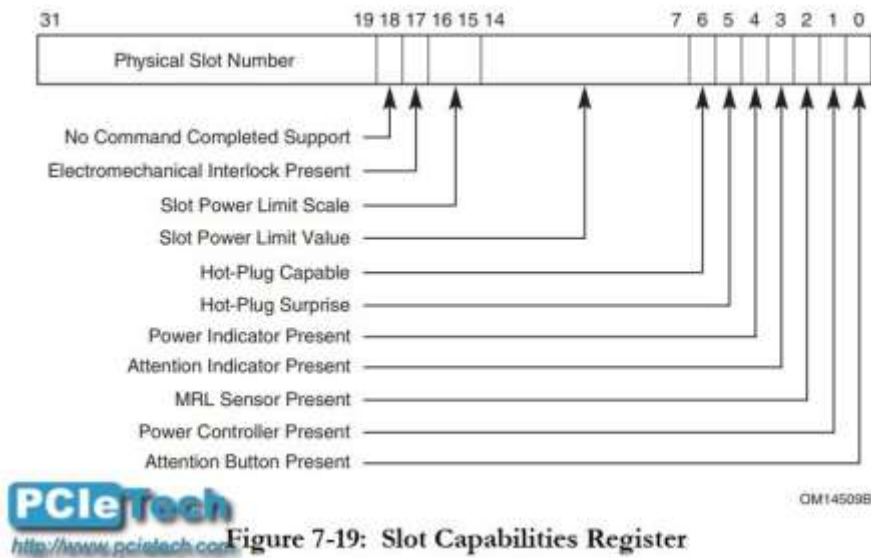 31 19 18 17 16 15 14 7 6 5 4 3 2 1 0
Physical Slot Number
No Command Completed Support
Electromechanical Interlock Present
Slot Power Limit Scale
Slot Power Limit Value
Hot-Plug Capable
Hot-Plug Surprise
Power Indicator Present
Attention Indicator Present
MRL Sensor Present
Power Controller Present
Attention Button Present
OM14509B
PCIeTech
http://www.pcietech.com
Figure 7-19: Slot Capabilities Register